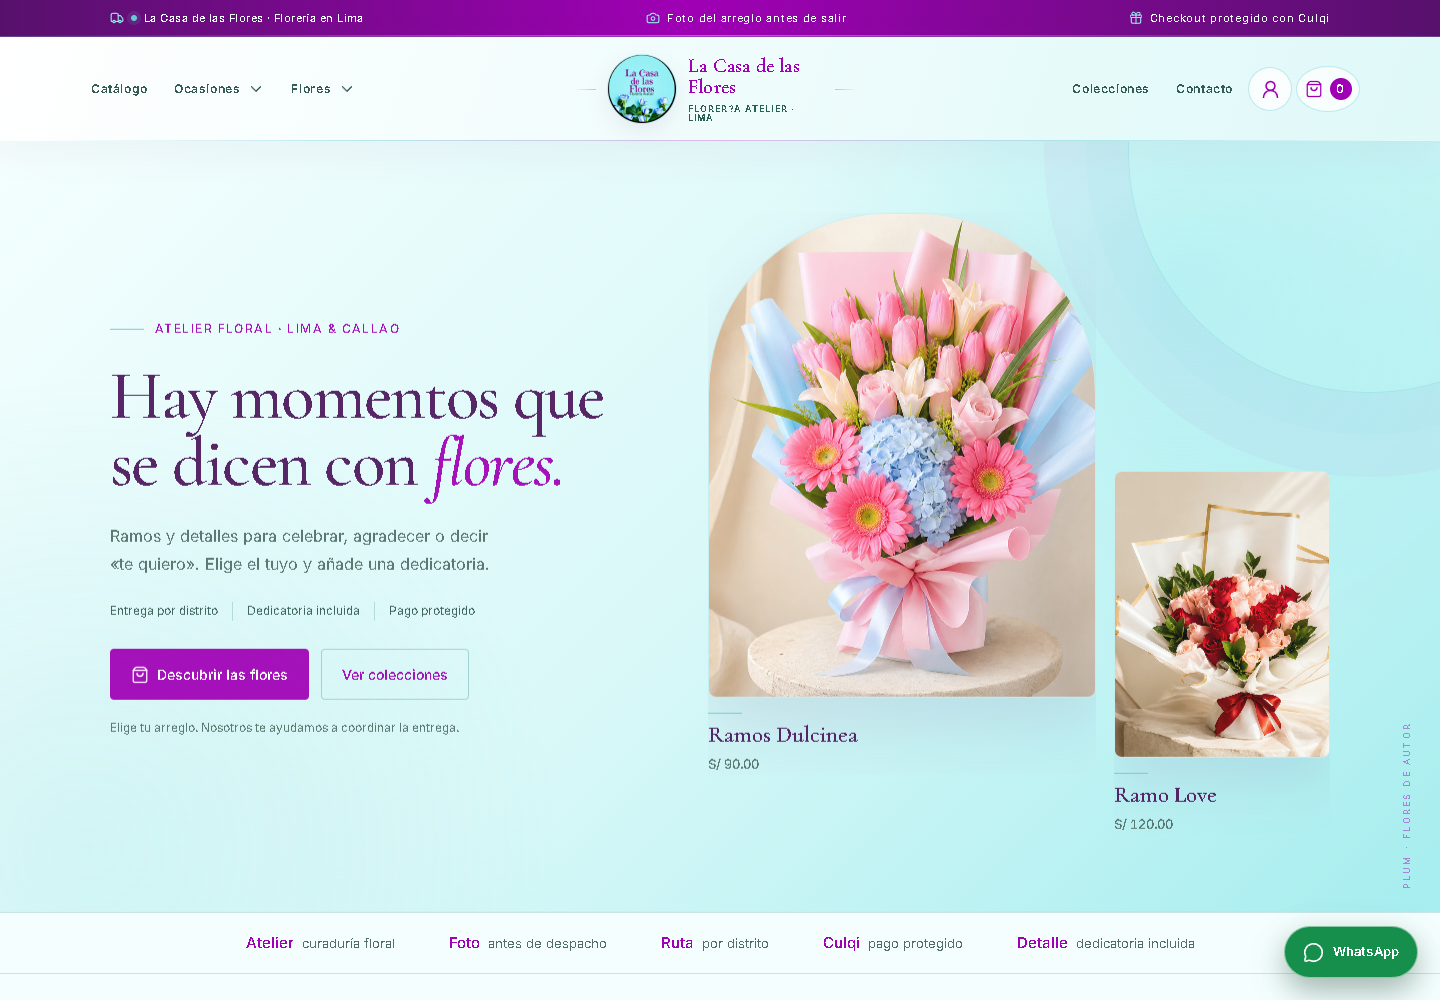 La Casa de las Flores · Florería en Lima
Foto del arreglo antes de salir
Checkout protegido con Culqi
Catálogo
Ocasiones
Flores
La Casa
de las
Flores
La Casa de las
Flores
FLORER?A ATELIER ·
LIMA
Colecciones
Contacto
0
ATELIER FLORAL · LIMA & CALLAO
Hay momentos que
se dicen con flores.
Ramos y detalles para celebrar, agradecer o decir
«te quiero». Elige el tuyo y añade una dedicatoria.
Entrega por distrito
Dedicatoria incluida
Pago protegido
Descubrir las flores
Ver colecciones
Elige tu arreglo. Nosotros te ayudamos a coordinar la entrega.
Ramos Dulcinea
S/ 90.00
Ramo Love
S/ 120.00
PLUM · FLORES DE AUTOR
Atelier curaduría floral
Foto antes de despacho
Ruta por distrito
Culqi pago protegido
Detalle dedicatoria incluida
WhatsApp